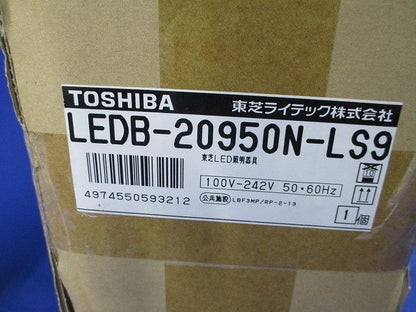 TOSHIBA 東芝ライテック株式会社
LEDB-20950N-LS9
東芝LED照明器具
100V-242V 50・60Hz
4974550593212
公共施設 LBF3MP/RP-2-13
1個